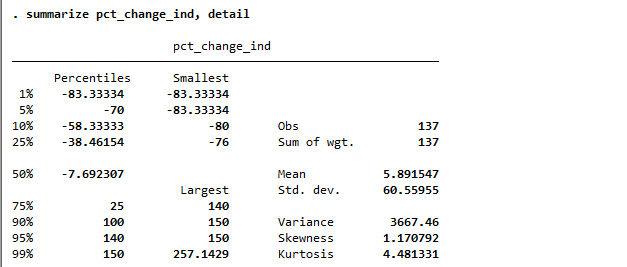 . summarize pct_change_ind, detail
pct_change_ind
Percentiles Smallest
1% -83.33334 -83.33334
5% -70 -83.33334
10% -58.33333 -80 Obs 137
25% -38.46154 -76 Sum of wgt. 137
50% -7.692307 Mean 5.891547
Largest Std. dev. 60.55955
75% 25 140
90% 100 150 Variance 3667.46
95% 140 150 Skewness 1.170792
99% 150 257.1429 Kurtosis 4.481331